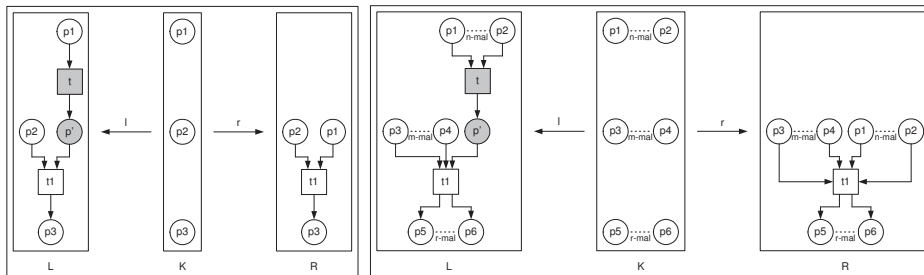 p1
t
p2 p'
t1
p3
L
l
p1
p2
p3
K
r
p2 p1
t1
p3
R
p1 n-mal p2
t
p3 m-mal p4 p'
t1
p5 r-mal p6
L
l
p1 n-mal p2
p3 m-mal p4
p5 r-mal p6
K
r
p3 m-mal p4 p1 n-mal p2
t1
p5 r-mal p6
R